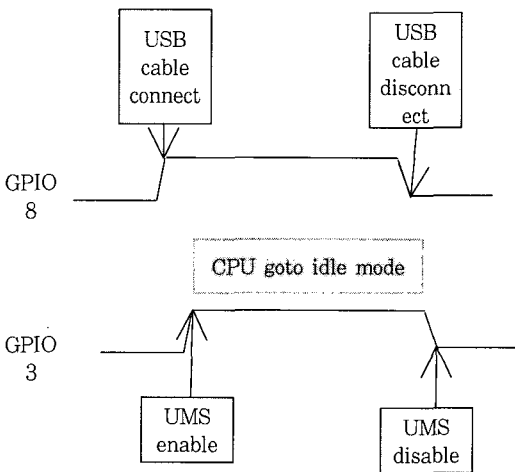 USB
cable
connect
USB
cable
disconn
ect
GPIO
8
CPU goto idle mode
GPIO
3
UMS
enable
UMS
disable